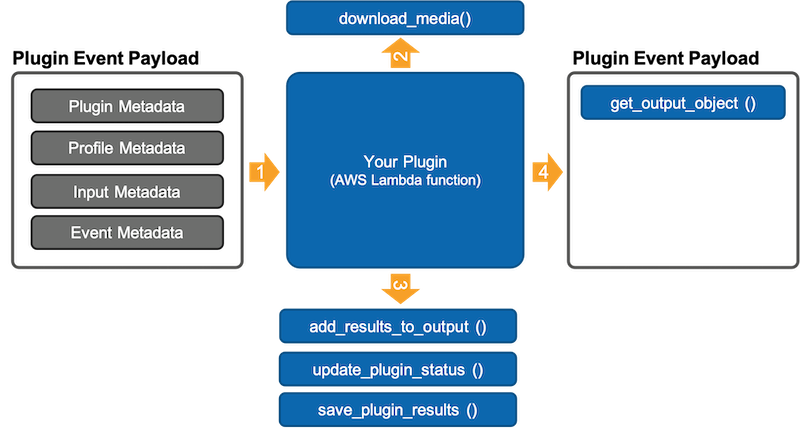 download_media()
Plugin Event Payload
Plugin Metadata
Profile Metadata
Input Metadata
Event Metadata
1
2
Your Plugin
(AWS Lambda function)
3
add_results_to_output ()
update_plugin_status ()
save_plugin_results ()
4
Plugin Event Payload
get_output_object ()